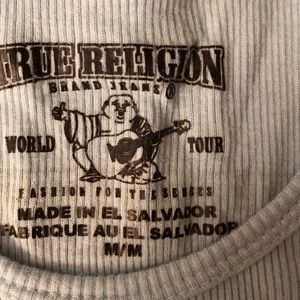 TRUE RELIGION
BRAND JEANS ®
WORLD TOUR
FASHION FOR THE SENSES
MADE IN EL SALVADOR
FABRIQUE AU EL SALVADOR
M/M